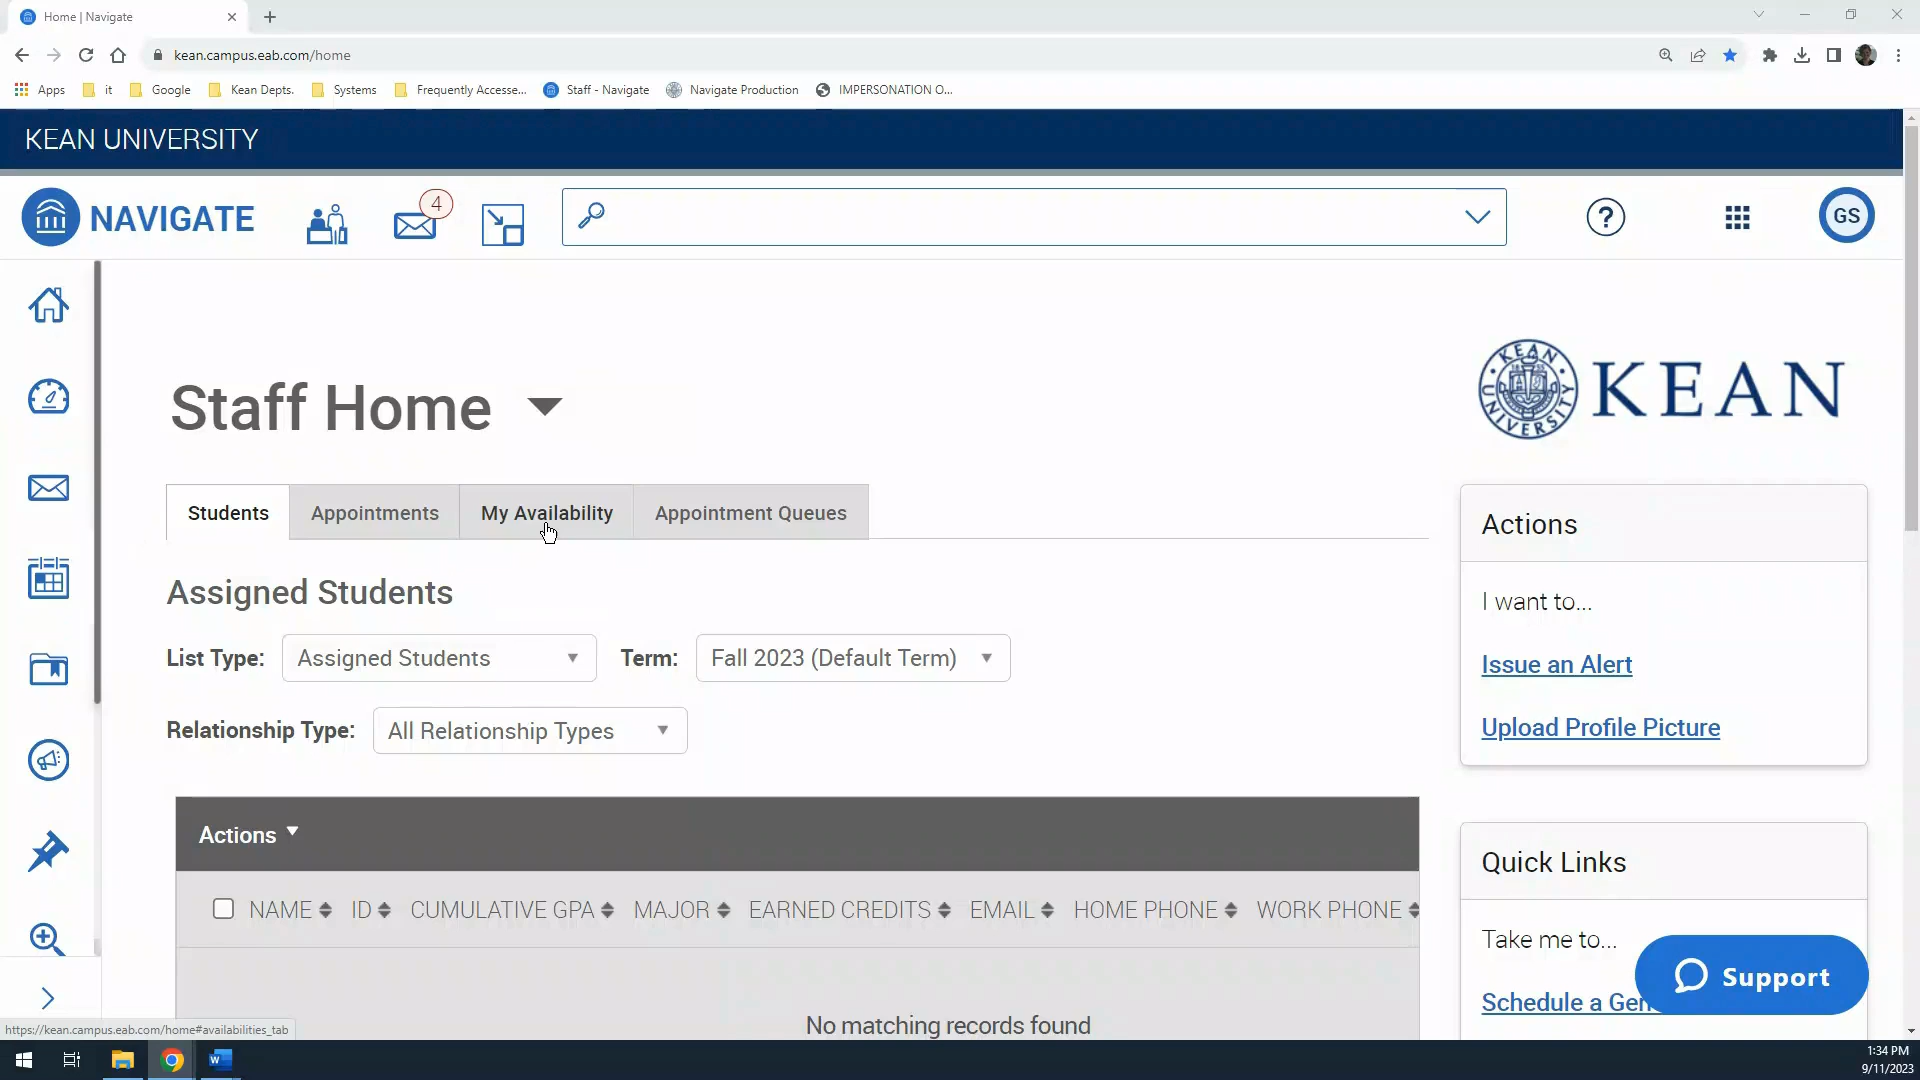 Home | Navigate
kean.campus.eab.com/home
Apps it Google Kean Depts. Systems Frequently Accesse... Staff - Navigate Navigate Production IMPERSONATION O...
KEAN UNIVERSITY
NAVIGATE
4
?
GS
Staff Home
KEAN UNIVERSITY
KEAN
Students Appointments My Availability Appointment Queues
Actions
Assigned Students
I want to...
List Type: Assigned Students Term: Fall 2023 (Default Term)
Issue an Alert
Relationship Type: All Relationship Types
Upload Profile Picture
Actions
Quick Links
NAME ID CUMULATIVE GPA MAJOR EARNED CREDITS EMAIL HOME PHONE WORK PHONE
Take me to...
Support
Schedule a Gen
No matching records found
https://kean.campus.eab.com/home#availabilities_tab
1:34 PM
9/11/2023